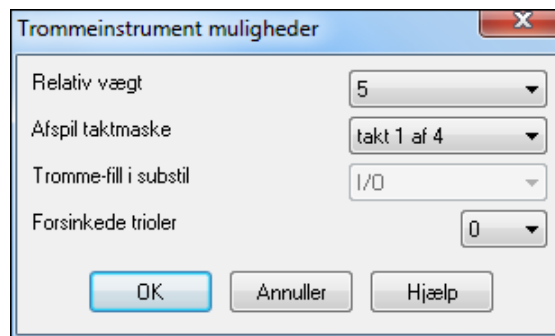 Trommeinstrument muligheder
Relativ vægt 5
Afspil taktmaske takt 1 af 4
Tromme-fill i substil I/O
Forsinkede trioler 0
OK Annuller Hjælp